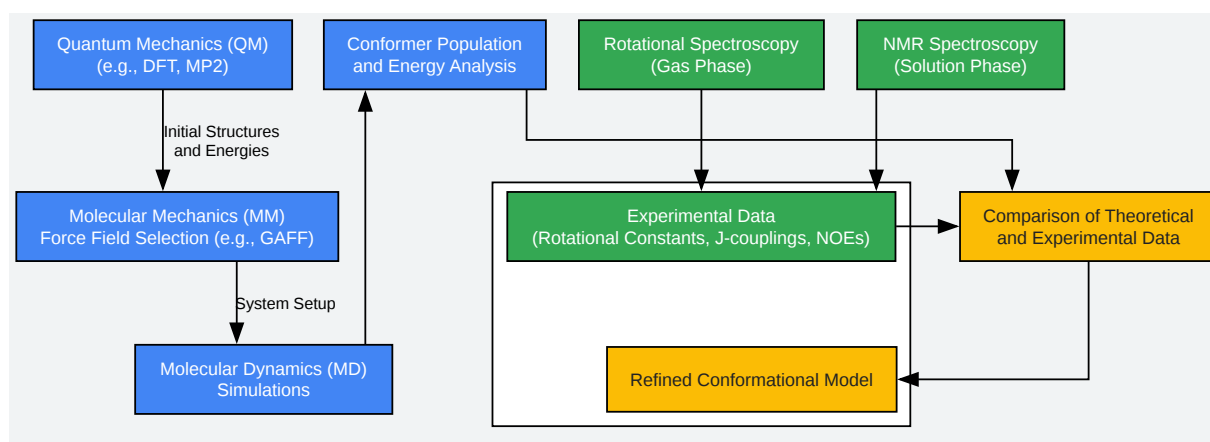 Quantum Mechanics (QM)
(e.g., DFT, MP2)
Conformer Population
and Energy Analysis
Rotational Spectroscopy
(Gas Phase)
NMR Spectroscopy
(Solution Phase)
Initial Structures
and Energies
Molecular Mechanics (MM)
Force Field Selection (e.g., GAFF)
Experimental Data
(Rotational Constants, J-couplings, NOEs)
Comparison of Theoretical
and Experimental Data
System Setup
Molecular Dynamics (MD)
Simulations
Refined Conformational Model